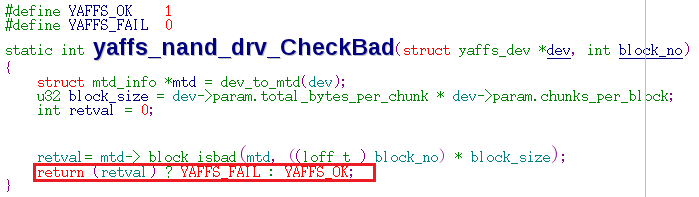 #define YAFFS_OK 1
#define YAFFS_FAIL 0
static int yaffs_nand_drv_CheckBad(struct yaffs_dev *dev, int block_no)
{
struct mtd_info *mtd = dev_to_mtd(dev);
u32 block_size = dev->param.total_bytes_per_chunk * dev->param.chunks_per_block;
int retval = 0;
retval= mtd-> block_isbad(mtd, ((loff_t ) block_no) * block_size);
return (retval) ? YAFFS_FAIL : YAFFS_OK;
}